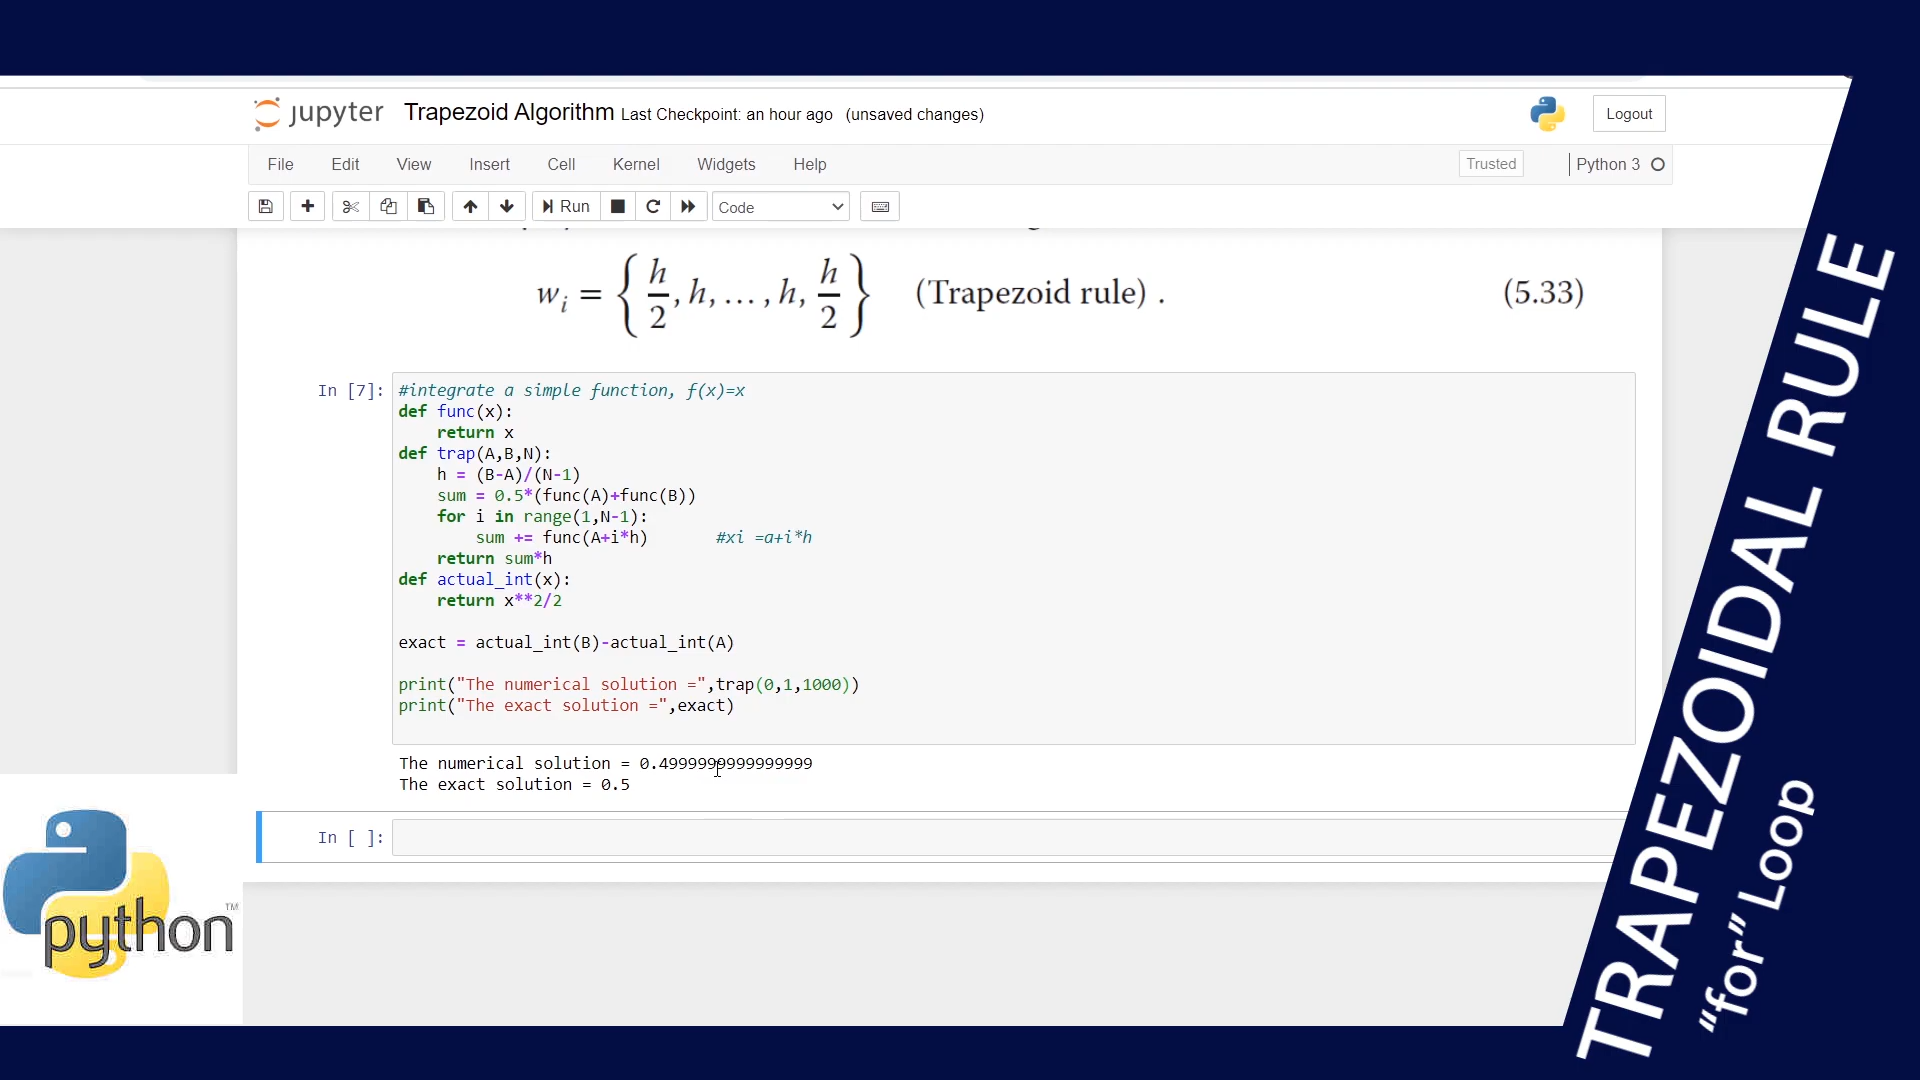 jupyter Trapezoid Algorithm Last Checkpoint: an hour ago (unsaved changes)
Logout
File Edit View Insert Cell Kernel Widgets Help
Trusted Python 3
Run Code
w_i = { h/2, h, ..., h, h/2 } (Trapezoid rule) . (5.33)
In [7]:
#integrate a simple function, f(x)=x
def func(x):
    return x
def trap(A,B,N):
    h = (B-A)/(N-1)
    sum = 0.5*(func(A)+func(B))
    for i in range(1,N-1):
        sum += func(A+i*h)       #xi =a+i*h
    return sum*h
def actual_int(x):
    return x**2/2
exact = actual_int(B)-actual_int(A)
print("The numerical solution =",trap(0,1,1000))
print("The exact solution =",exact)
The numerical solution = 0.4999999999999999
The exact solution = 0.5
In [ ]:
python™
TRAPEZOIDAL RULE
“for” Loop